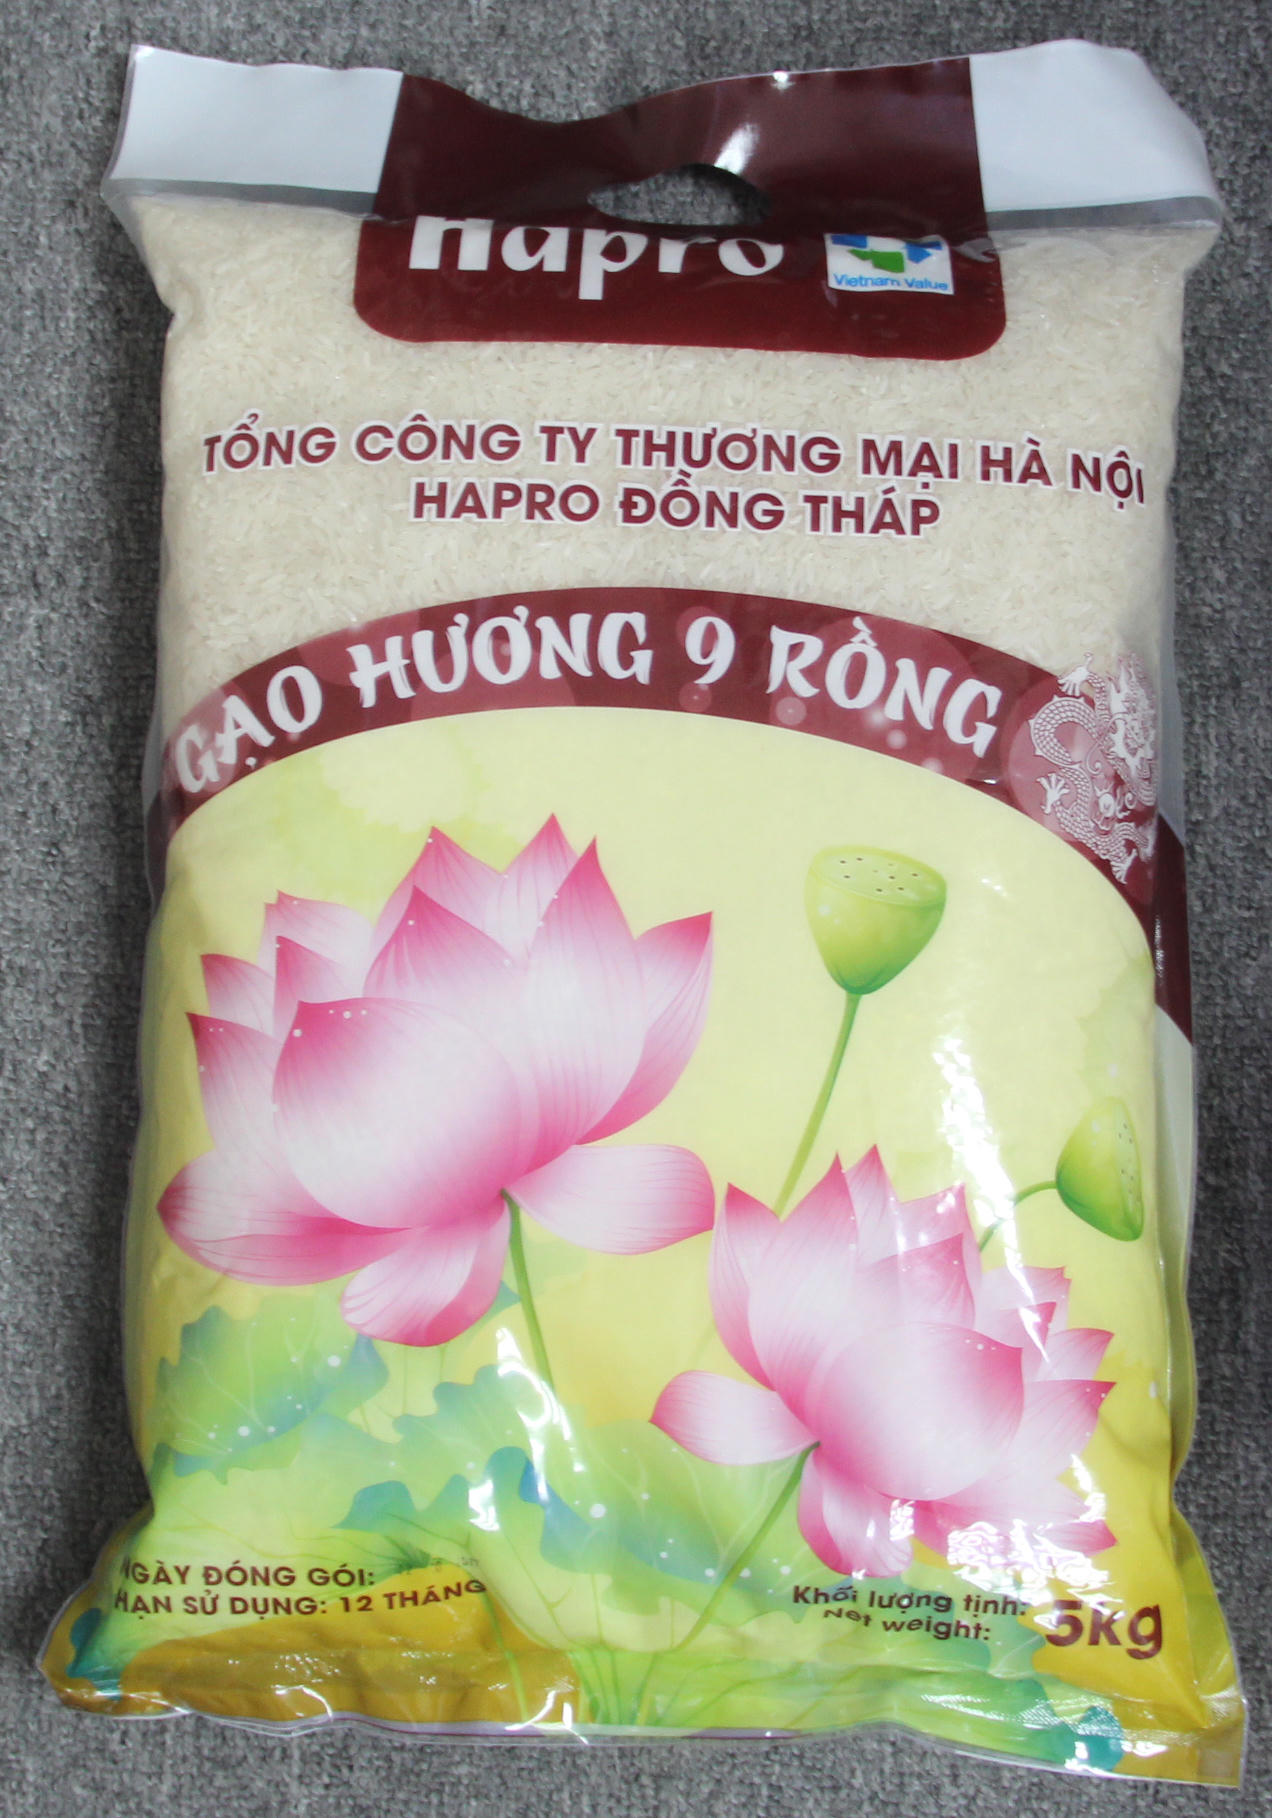 Hapro
Vietnam Value
TỔNG CÔNG TY THƯƠNG MẠI HÀ NỘI
HAPRO ĐỒNG THÁP
GẠO HƯƠNG 9 RỒNG
NGÀY ĐÓNG GÓI:
HẠN SỬ DỤNG: 12 THÁNG
Khối lượng tịnh:
Net weight:
5kg